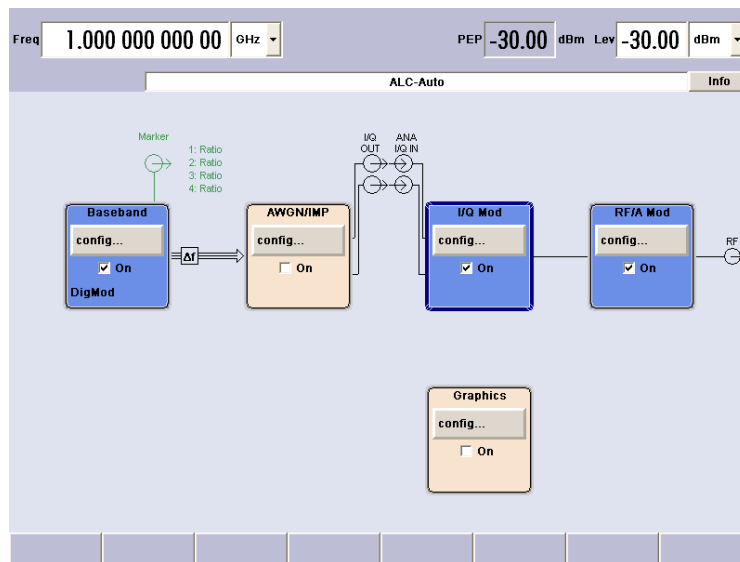 Freq 1.000 000 000 00 GHz PEP -30.00 dBm Lev -30.00 dBm
ALC-Auto Info
Marker
1: Ratio
2: Ratio
3: Ratio
4: Ratio
I/Q OUT
ANA I/Q IN
Baseband
config...
On
DigMod
Δf
AWGN/IMP
config...
On
I/Q Mod
config...
On
RF/A Mod
config...
On
RF
Graphics
config...
On